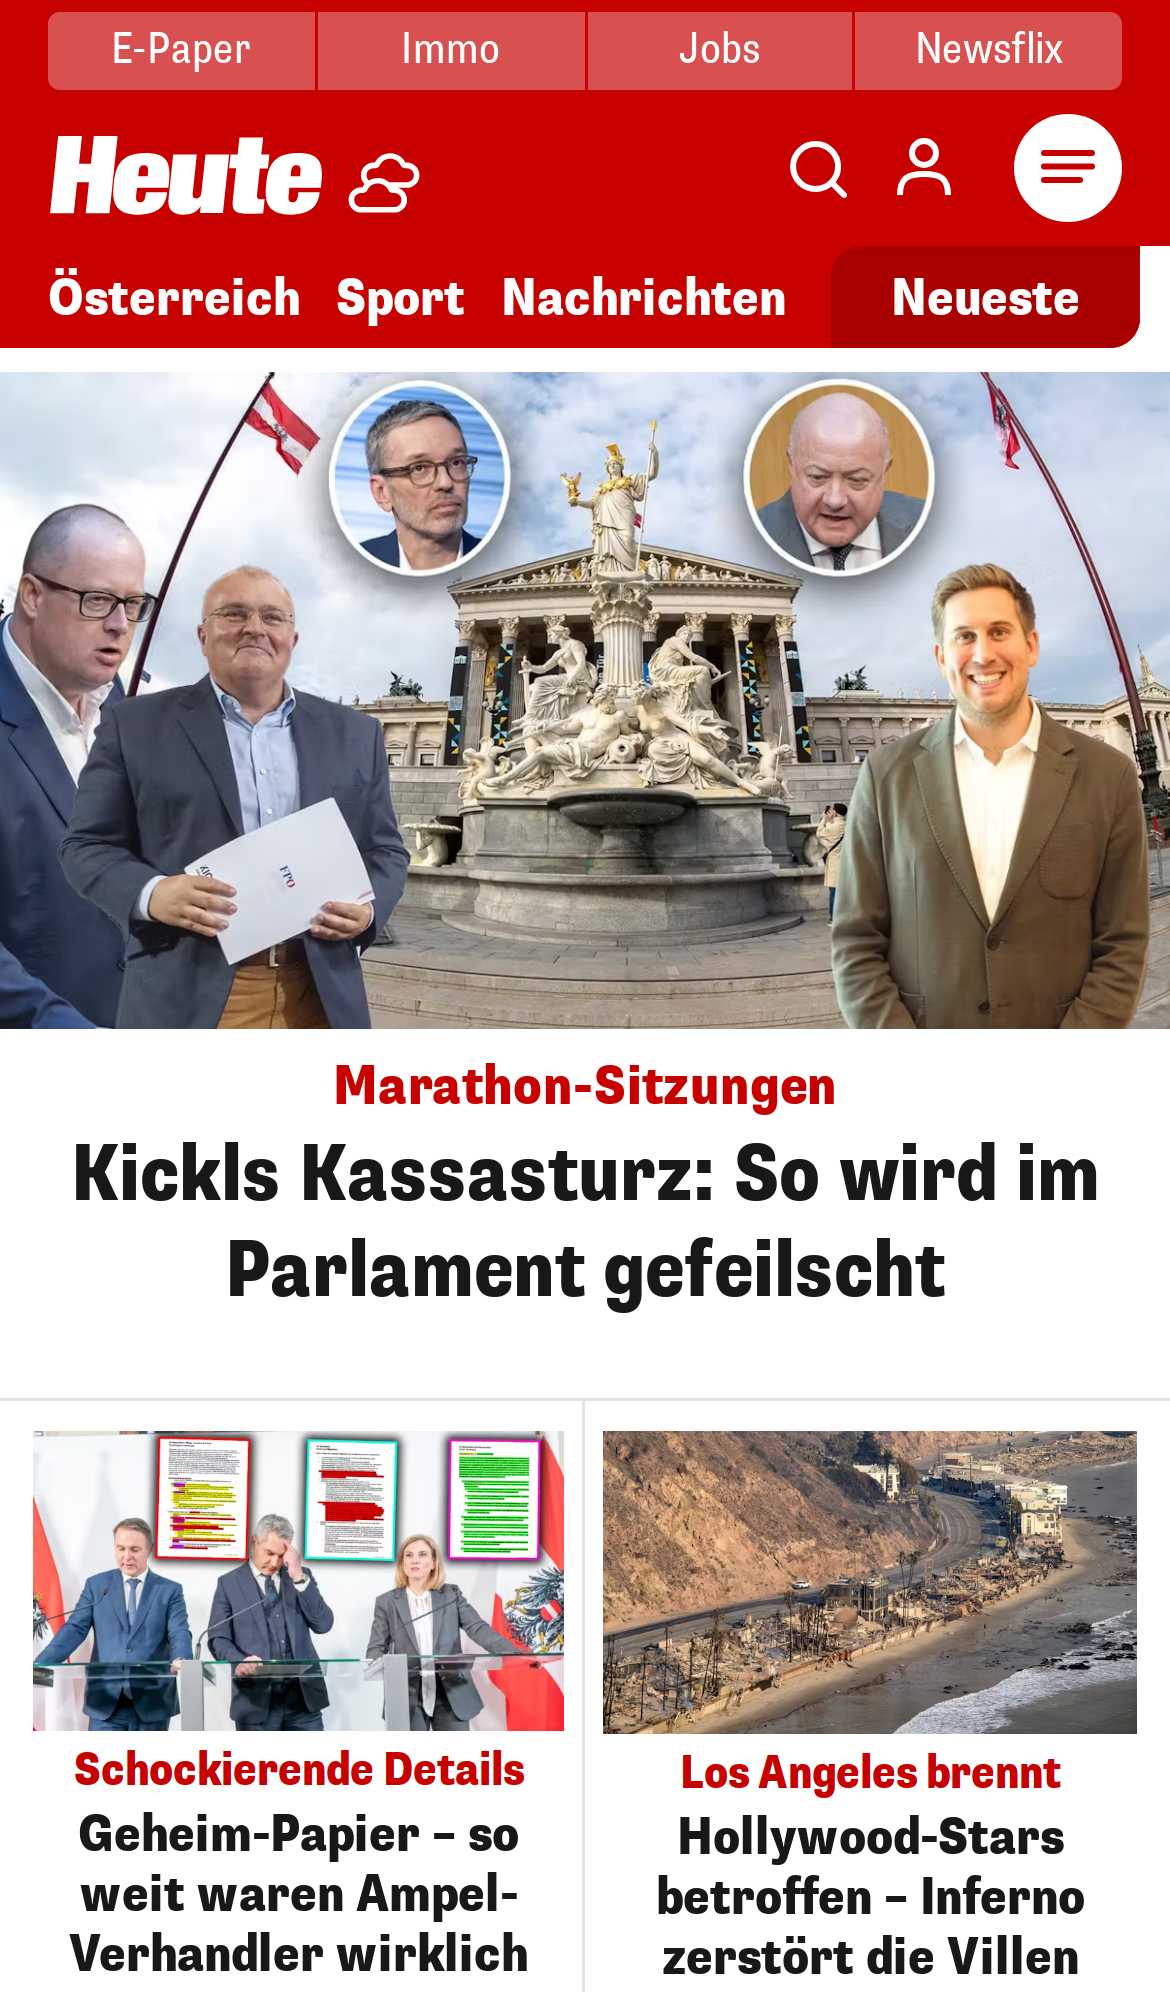 E-Paper
Immo
Jobs
Newsflix
Heute
Österreich
Sport
Nachrichten
Neueste
FPÖ
Marathon-Sitzungen
Kickls Kassasturz: So wird im
Parlament gefeilscht
Schockierende Details
Geheim-Papier – so
weit waren Ampel-
Verhandler wirklich
Los Angeles brennt
Hollywood-Stars
betroffen – Inferno
zerstört die Villen